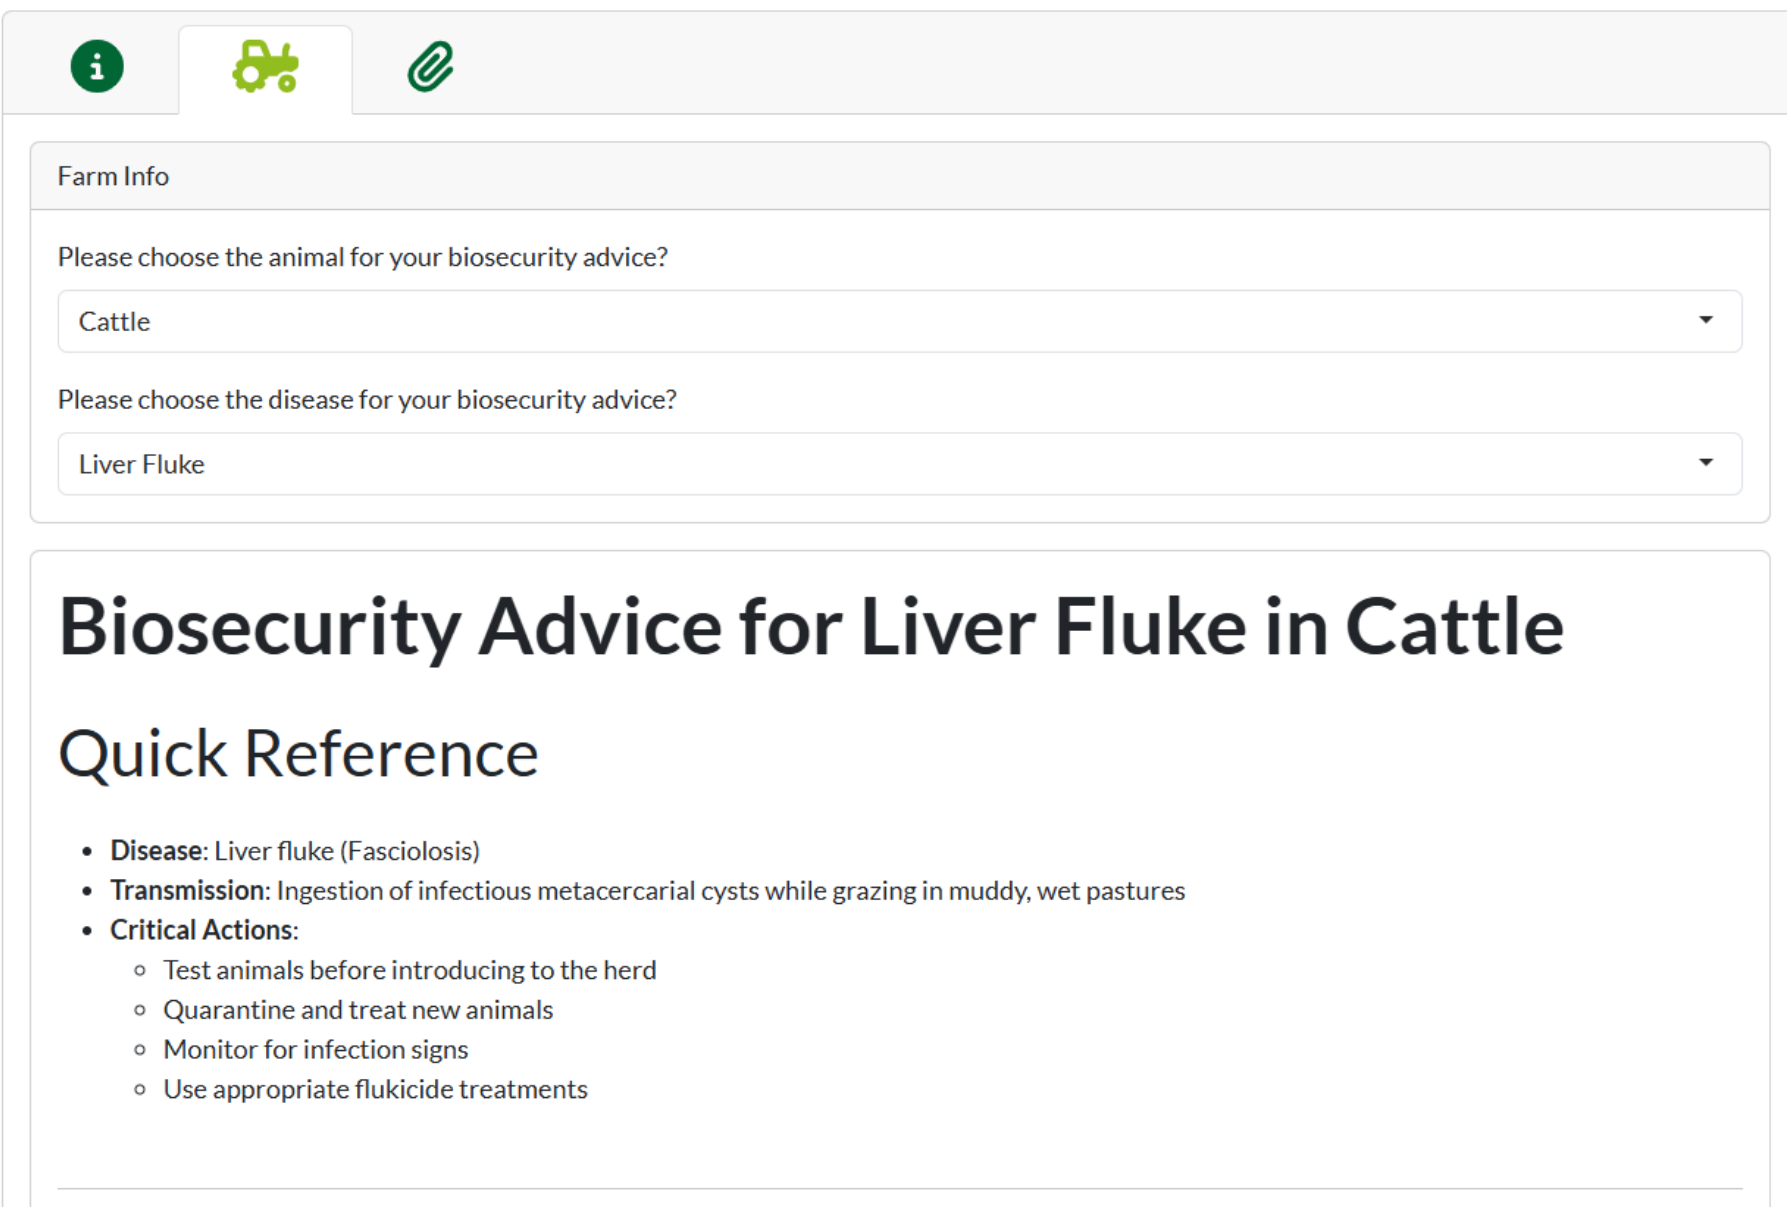 Farm Info
Please choose the animal for your biosecurity advice?
Cattle
Please choose the disease for your biosecurity advice?
Liver Fluke
Biosecurity Advice for Liver Fluke in Cattle
Quick Reference
• Disease: Liver fluke (Fasciolosis)
• Transmission: Ingestion of infectious metacercarial cysts while grazing in muddy, wet pastures
• Critical Actions:
◦ Test animals before introducing to the herd
◦ Quarantine and treat new animals
◦ Monitor for infection signs
◦ Use appropriate flukicide treatments